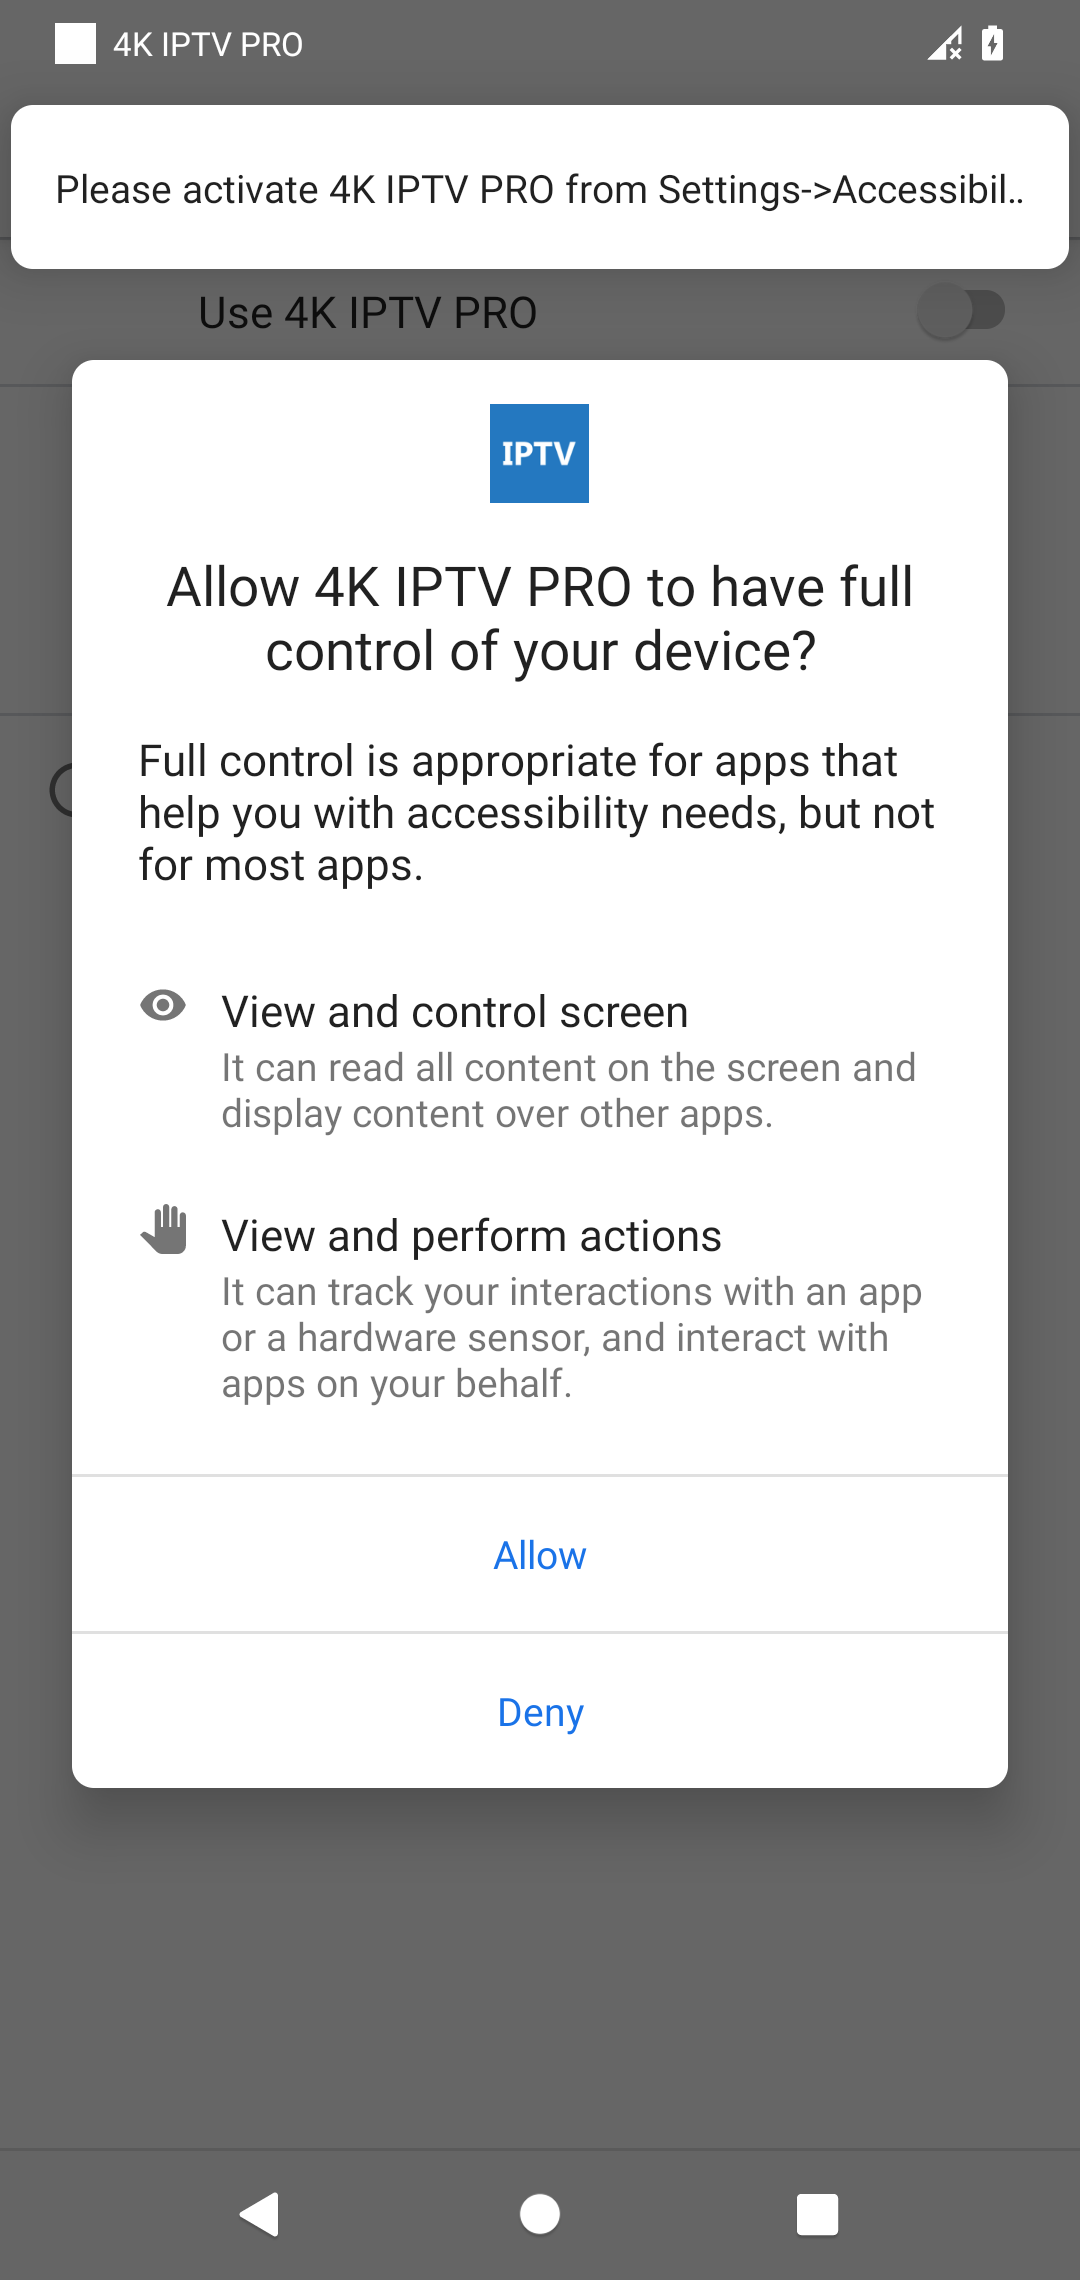 4K IPTV PRO
Please activate 4K IPTV PRO from Settings->Accessibil..
Use 4K IPTV PRO
IPTV
Allow 4K IPTV PRO to have full
control of your device?
Full control is appropriate for apps that
help you with accessibility needs, but not
for most apps.
View and control screen
It can read all content on the screen and
display content over other apps.
View and perform actions
It can track your interactions with an app
or a hardware sensor, and interact with
apps on your behalf.
Allow
Deny